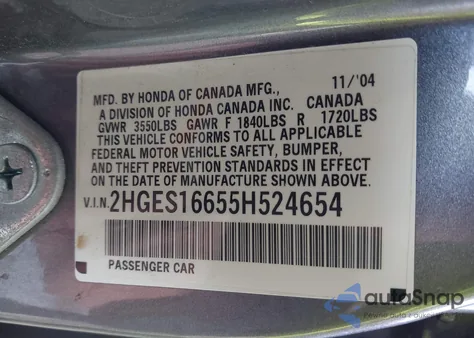 MFD. BY HONDA OF CANADA MFG., 11/'04
A DIVISION OF HONDA CANADA INC. CANADA
GVWR 3550LBS GAWR F 1840LBS R 1720LBS
THIS VEHICLE CONFORMS TO ALL APPLICABLE
FEDERAL MOTOR VEHICLE SAFETY, BUMPER,
AND THEFT PREVENTION STANDARDS IN EFFECT
ON THE DATE OF MANUFACTURE SHOWN ABOVE.
V.I.N. 2HGES16655H524654
PASSENGER CAR
autoSnap